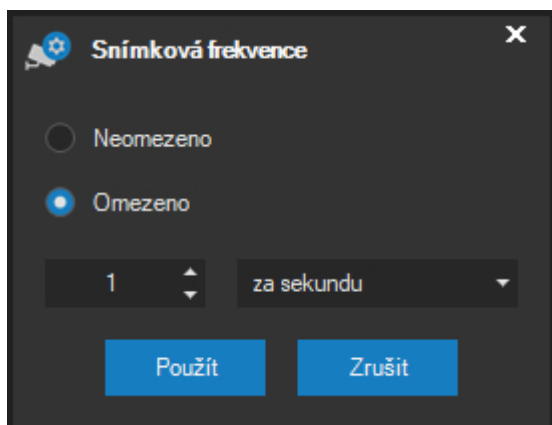 Snímková frekvence
Neomezeno
Omezeno
1 za sekundu
Použít Zrušit